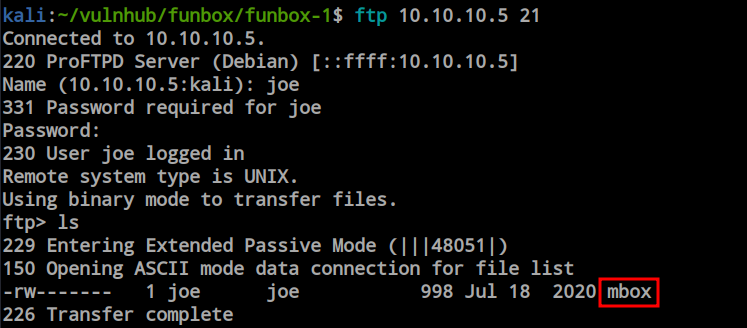 kali:~/vulnhub/funbox/funbox-1$ ftp 10.10.10.5 21
Connected to 10.10.10.5.
220 ProFTPD Server (Debian) [::ffff:10.10.10.5]
Name (10.10.10.5:kali): joe
331 Password required for joe
Password:
230 User joe logged in
Remote system type is UNIX.
Using binary mode to transfer files.
ftp> ls
229 Entering Extended Passive Mode (|||48051|)
150 Opening ASCII mode data connection for file list
-rw-------   1 joe      joe           998 Jul 18  2020 mbox
226 Transfer complete